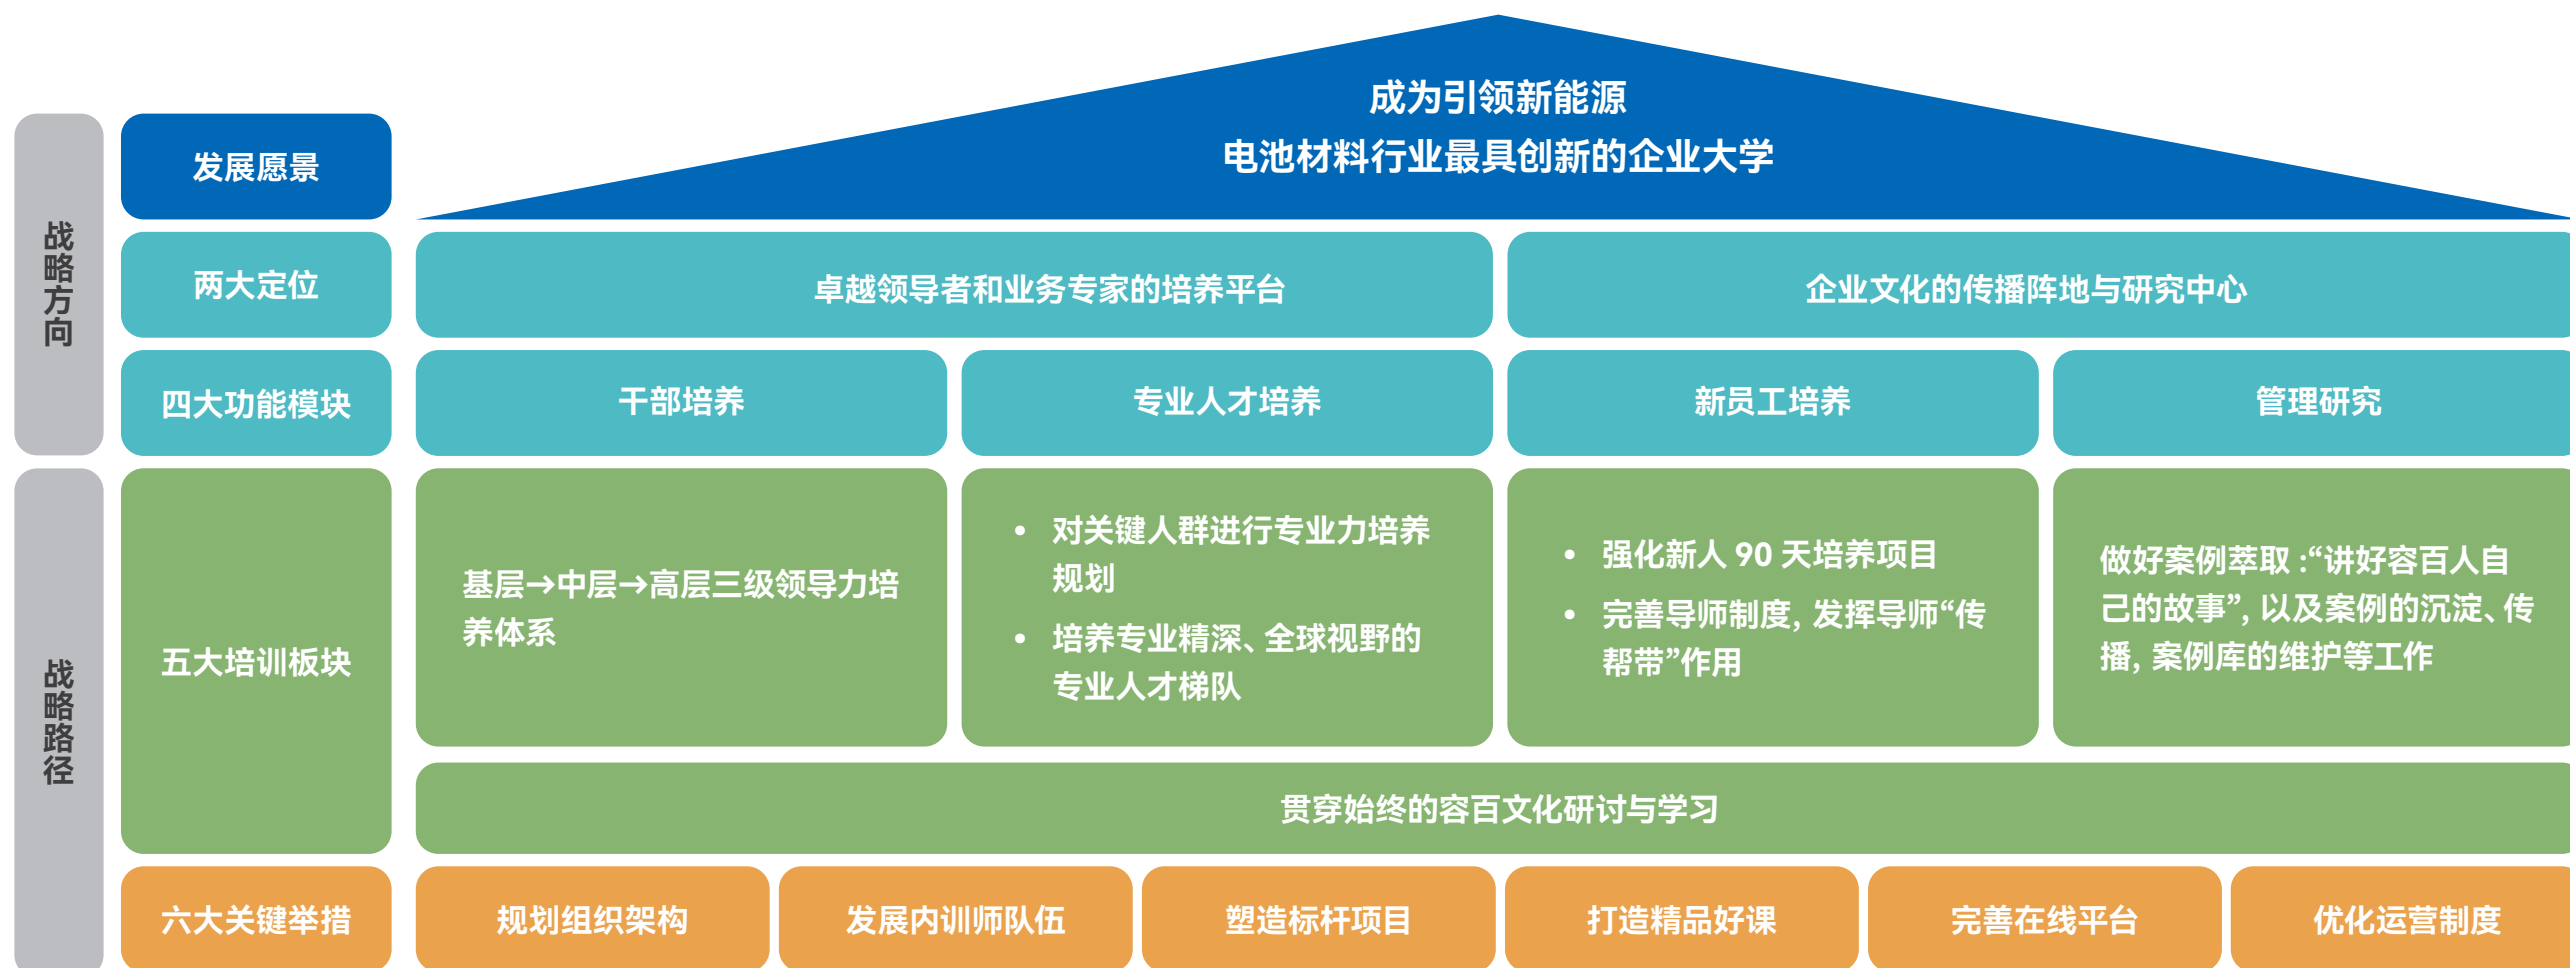 成为引领新能源
电池材料行业最具创新的企业大学
战略方向
发展愿景
两大定位
卓越领导者和业务专家的培养平台
企业文化的传播阵地与研究中心
四大功能模块
干部培养
专业人才培养
新员工培养
管理研究
战略路径
五大培训板块
基层→中层→高层三级领导力培
养体系
• 对关键人群进行专业力培养
规划
• 培养专业精深、全球视野的
专业人才梯队
• 强化新人 90 天培养项目
• 完善导师制度, 发挥导师“传
帮带”作用
做好案例萃取 :“讲好容百人自
己的故事”, 以及案例的沉淀、传
播, 案例库的维护等工作
贯穿始终的容百文化研讨与学习
六大关键举措
规划组织架构
发展内训师队伍
塑造标杆项目
打造精品好课
完善在线平台
优化运营制度